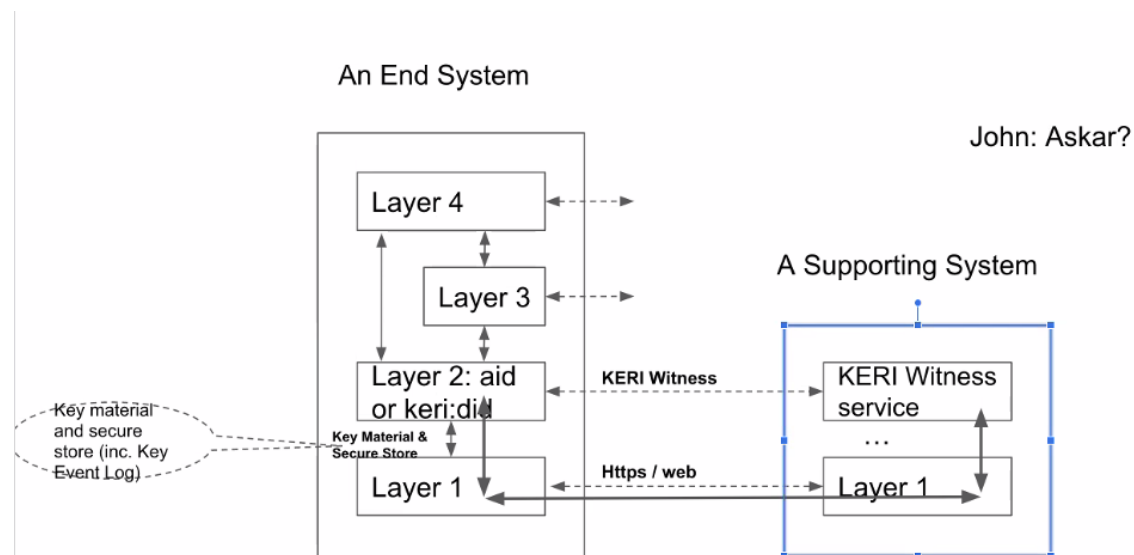 An End System
John: Askar?
Layer 4
A Supporting System
Layer 3
Layer 2: aid
or keri:did
KERI Witness
KERI Witness
service
...
Key material
and secure
store (inc. Key
Event Log)
Key Material &
Secure Store
Https / web
Layer 1
Layer 1